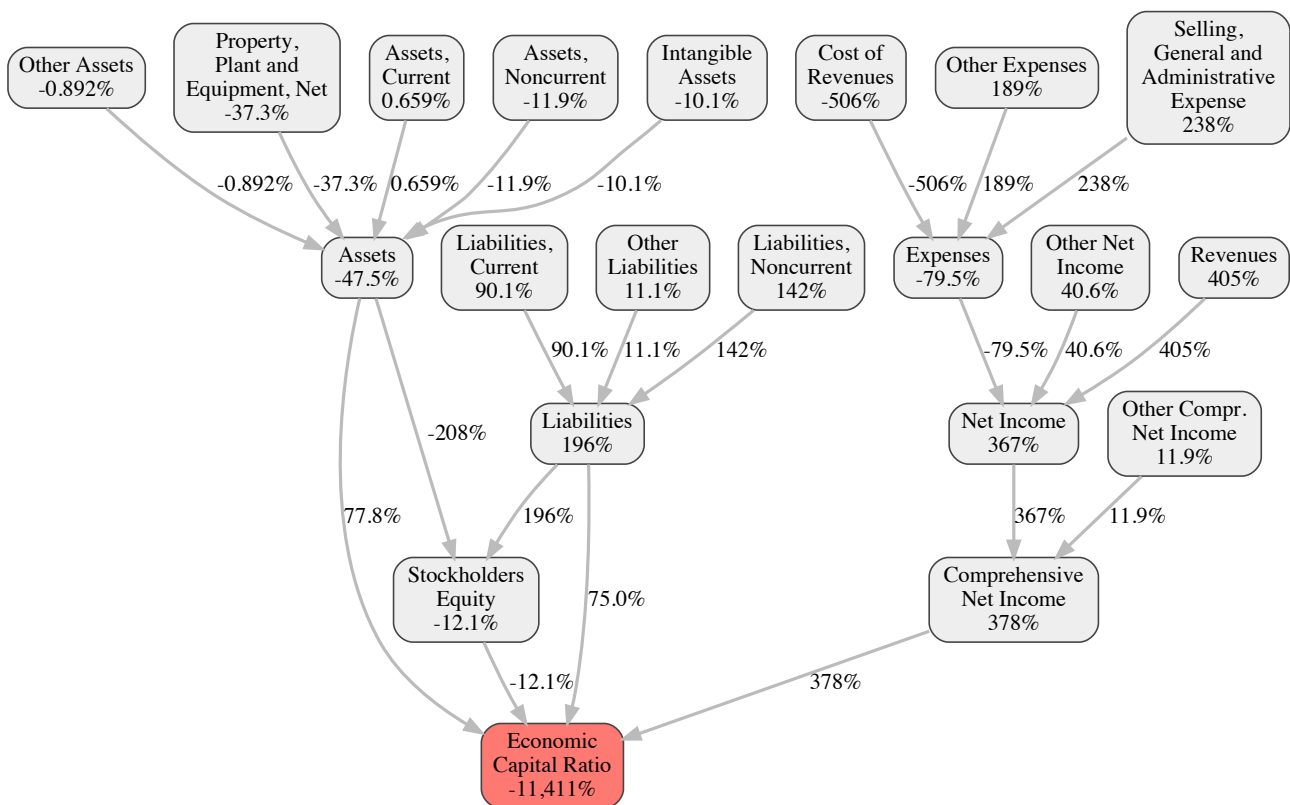 Other Assets
-0.892%
Property,
Plant and
Equipment, Net
-37.3%
Assets,
Current
0.659%
Assets,
Noncurrent
-11.9%
Intangible
Assets
-10.1%
Cost of
Revenues
-506%
Other Expenses
189%
Selling,
General and
Administrative
Expense
238%
-0.892%
-37.3%
0.659%
-11.9%
-10.1%
-506%
189%
238%
Assets
-47.5%
Liabilities,
Current
90.1%
Other
Liabilities
11.1%
Liabilities,
Noncurrent
142%
Expenses
-79.5%
Other Net
Income
40.6%
Revenues
405%
90.1%
11.1%
142%
-79.5%
40.6%
405%
-208%
Liabilities
196%
Net Income
367%
Other Compr.
Net Income
11.9%
77.8%
196%
367%
11.9%
Stockholders
Equity
-12.1%
75.0%
Comprehensive
Net Income
378%
-12.1%
378%
Economic
Capital Ratio
-11,411%